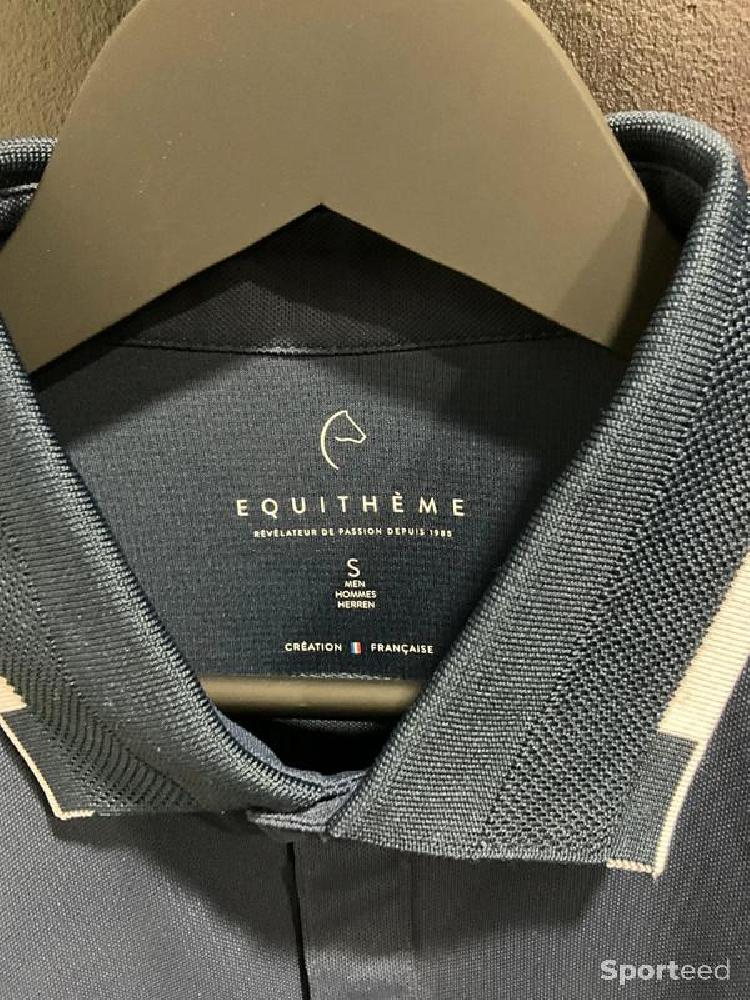 EQUITHÈME
RÉVÉLATEUR DE PASSION DEPUIS 1985
S
MEN
HOMMES
HERREN
CRÉATION FRANÇAISE
Sporteed